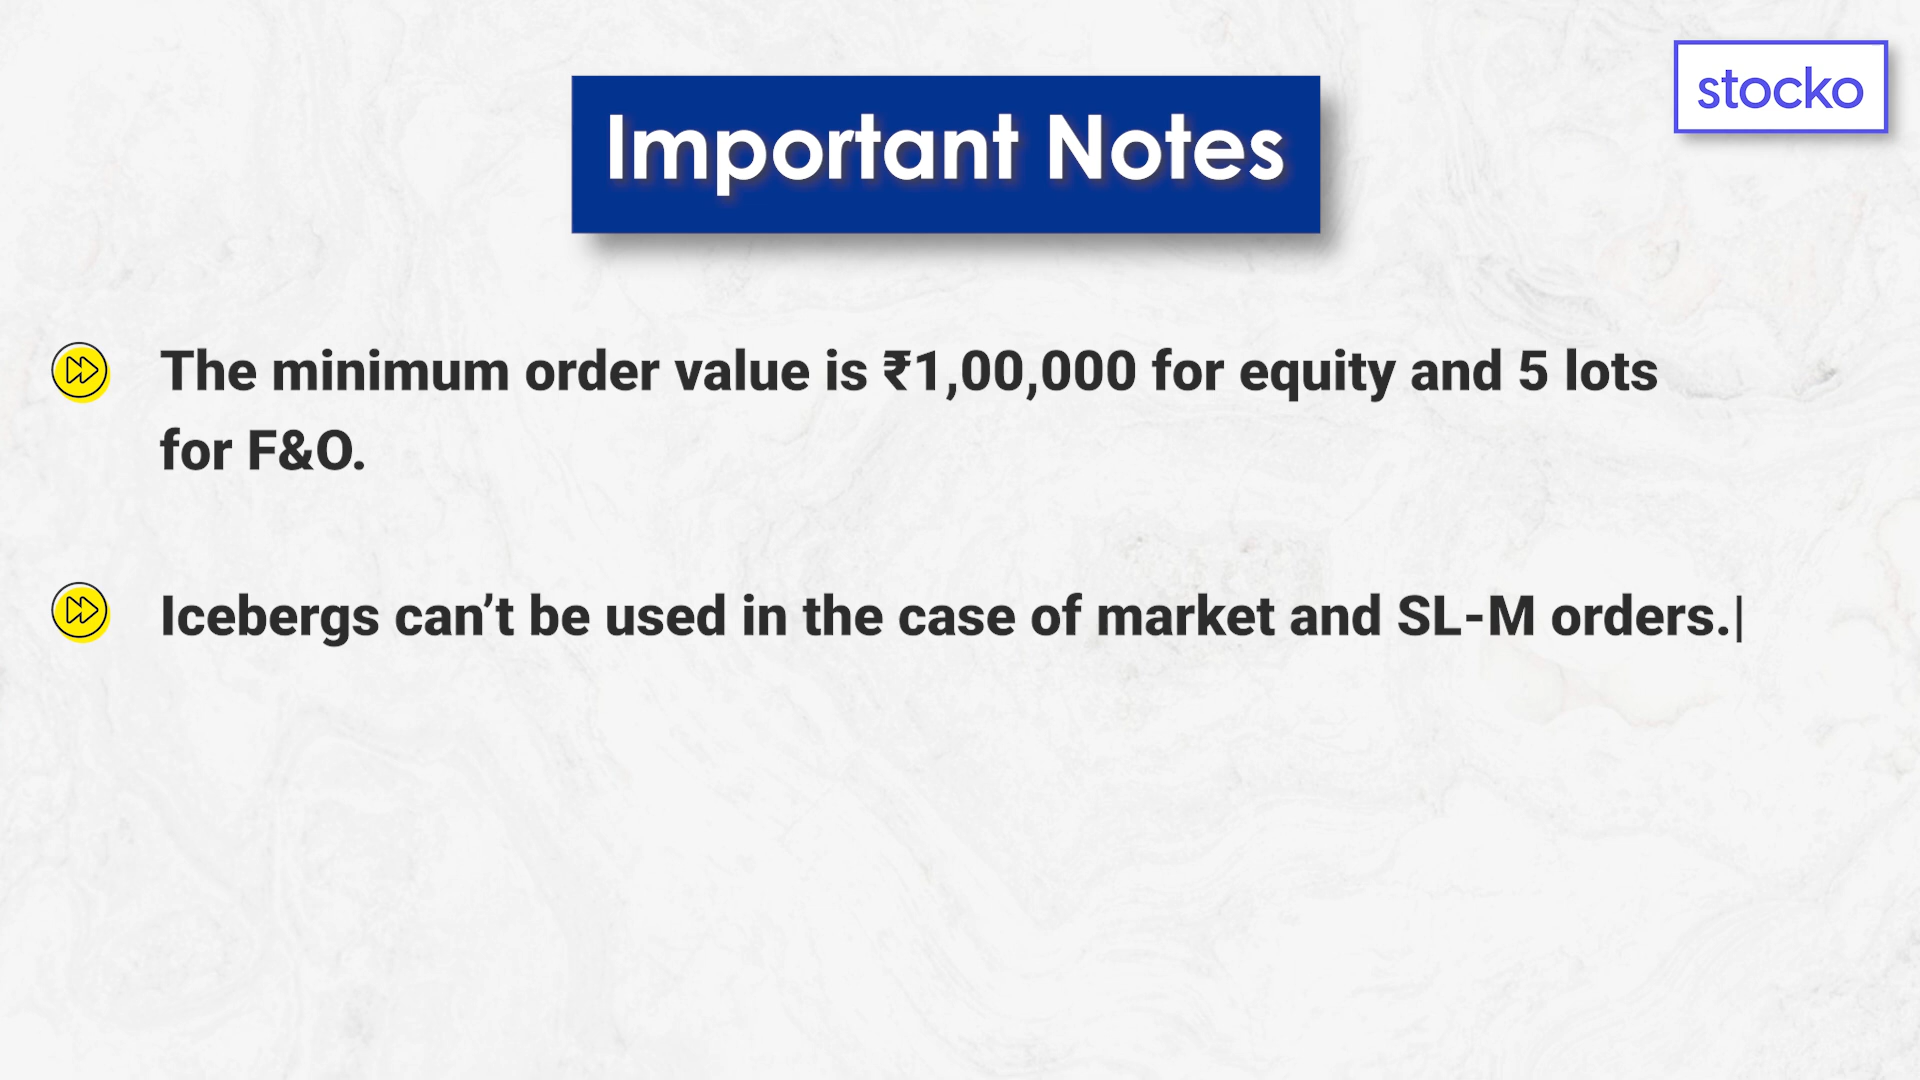 stocko
Important Notes
The minimum order value is ₹1,00,000 for equity and 5 lots
for F&O.
Icebergs can’t be used in the case of market and SL-M orders.|